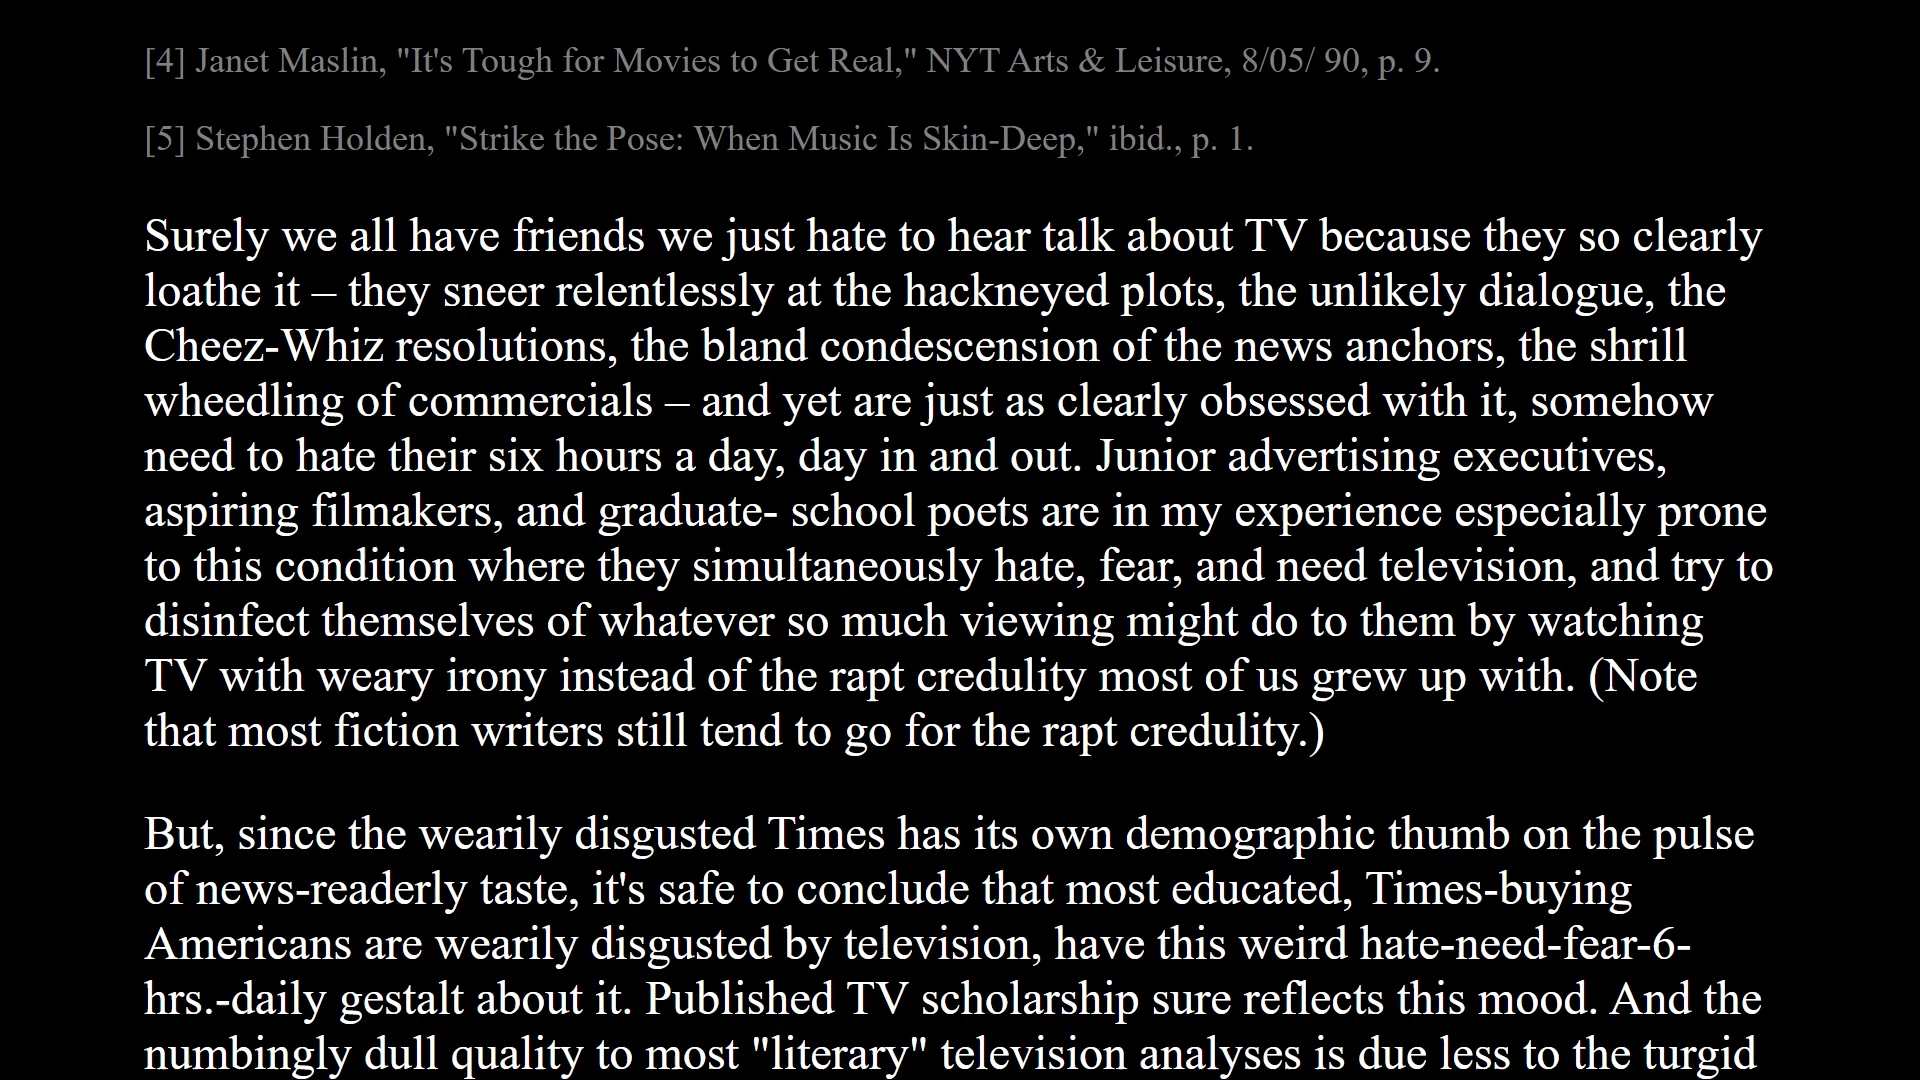 [4] Janet Maslin, "It's Tough for Movies to Get Real," NYT Arts & Leisure, 8/05/ 90, p. 9.
[5] Stephen Holden, "Strike the Pose: When Music Is Skin-Deep," ibid., p. 1.
Surely we all have friends we just hate to hear talk about TV because they so clearly
loathe it – they sneer relentlessly at the hackneyed plots, the unlikely dialogue, the
Cheez-Whiz resolutions, the bland condescension of the news anchors, the shrill
wheedling of commercials – and yet are just as clearly obsessed with it, somehow
need to hate their six hours a day, day in and out. Junior advertising executives,
aspiring filmakers, and graduate- school poets are in my experience especially prone
to this condition where they simultaneously hate, fear, and need television, and try to
disinfect themselves of whatever so much viewing might do to them by watching
TV with weary irony instead of the rapt credulity most of us grew up with. (Note
that most fiction writers still tend to go for the rapt credulity.)
But, since the wearily disgusted Times has its own demographic thumb on the pulse
of news-readerly taste, it's safe to conclude that most educated, Times-buying
Americans are wearily disgusted by television, have this weird hate-need-fear-6-
hrs.-daily gestalt about it. Published TV scholarship sure reflects this mood. And the
numbingly dull quality to most "literary" television analyses is due less to the turgid